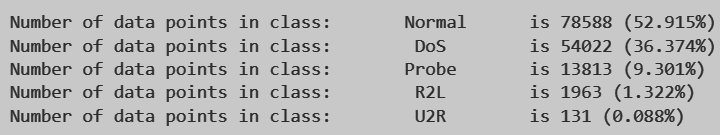 Number of data points in class: Normal is 78588 (52.915%)
Number of data points in class: DoS is 54022 (36.374%)
Number of data points in class: Probe is 13813 (9.301%)
Number of data points in class: R2L is 1963 (1.322%)
Number of data points in class: U2R is 131 (0.088%)